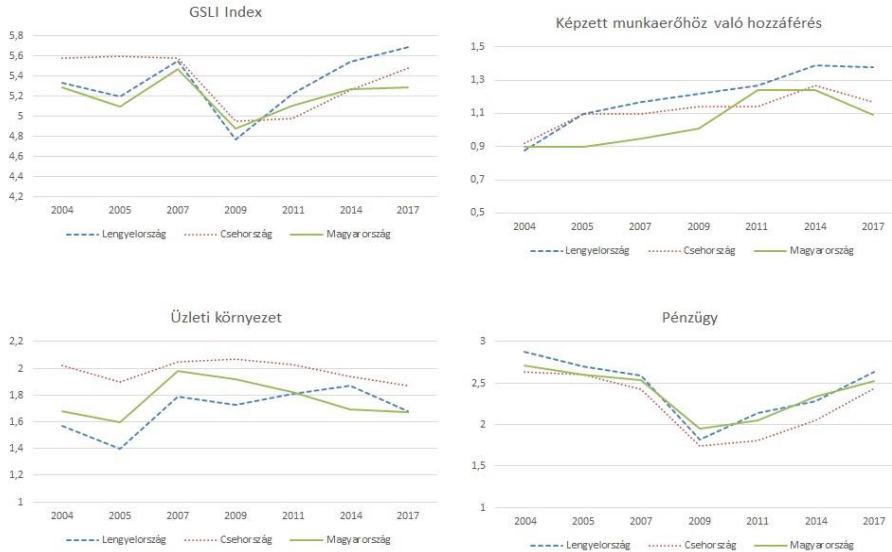 GSLI Index
5,8
5,6
5,4
5,2
5
4,8
4,6
4,4
4,2
2004 2005 2007 2009 2011 2014 2017
Lengyelország Csehország Magyarország
Képzett munkaerőhöz való hozzáférés
1,5
1,3
1,1
0,9
0,7
0,5
2004 2005 2007 2009 2011 2014 2017
Lengyelország Csehország Magyarország
Üzleti környezet
2,2
2
1,8
1,6
1,4
1,2
1
2004 2005 2007 2009 2011 2014 2017
Lengyelország Csehország Magyarország
Pénzügy
3
2,5
2
1,5
1
2004 2005 2007 2009 2011 2014 2017
Lengyelország Csehország Magyarország